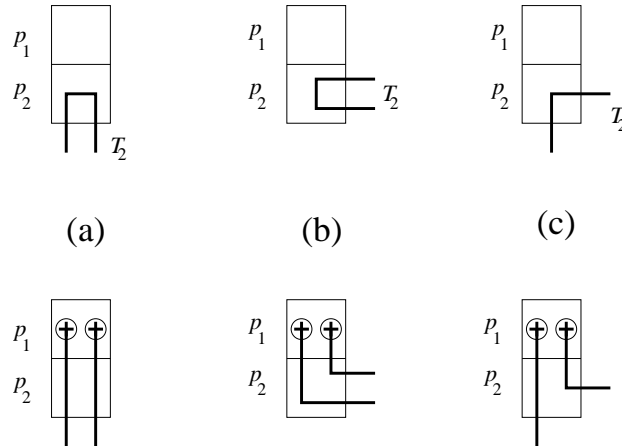 p1 p1 p1
p2 p2 T2 p2
T2 T2
(a) (b) (c)
p1 p1 p1
p2 p2 p2